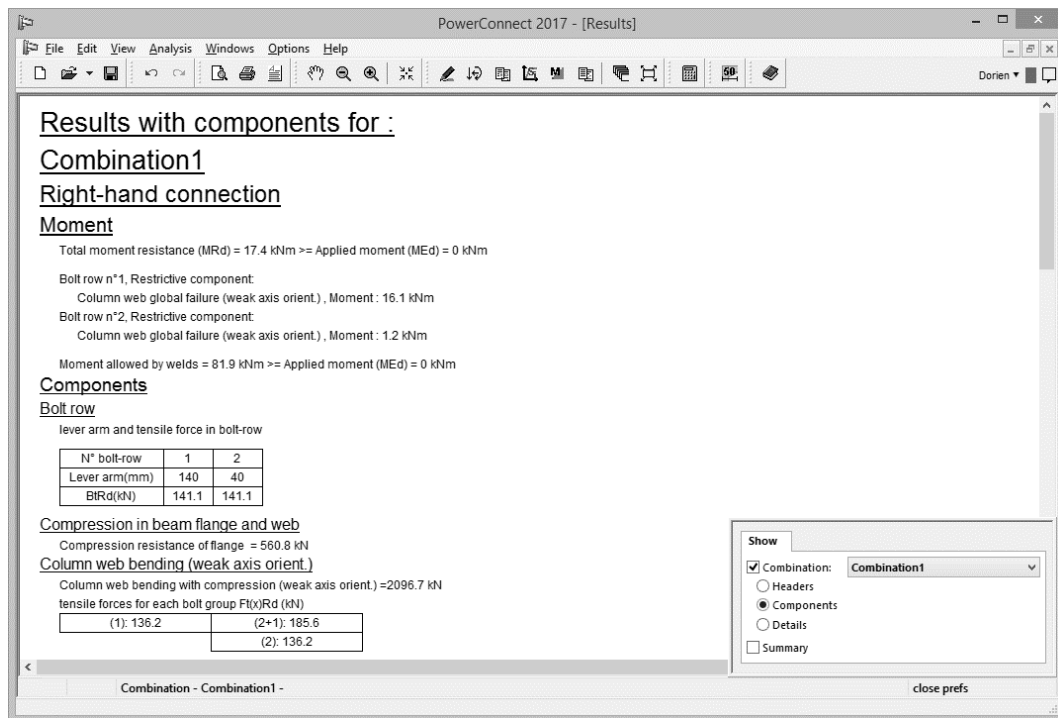 PowerConnect 2017 - [Results]
File Edit View Analysis Windows Options Help
50
Dorien
Results with components for :
Combination1
Right-hand connection
Moment
Total moment resistance (MRd) = 17.4 kNm >= Applied moment (MEd) = 0 kNm
Bolt row n°1, Restrictive component:
Column web global failure (weak axis orient.) , Moment : 16.1 kNm
Bolt row n°2, Restrictive component:
Column web global failure (weak axis orient.) , Moment : 1.2 kNm
Moment allowed by welds = 81.9 kNm >= Applied moment (MEd) = 0 kNm
Components
Bolt row
lever arm and tensile force in bolt-row
N° bolt-row 1 2
Lever arm(mm) 140 40
BtRd(kN) 141.1 141.1
Compression in beam flange and web
Compression resistance of flange = 560.8 kN
Column web bending (weak axis orient.)
Column web bending with compression (weak axis orient.) =2096.7 kN
tensile forces for each bolt group Ft(x)Rd (kN)
(1): 136.2 (2+1): 185.6
(2): 136.2
Show
Combination: Combination1
Headers
Components
Details
Summary
Combination - Combination1 - close prefs